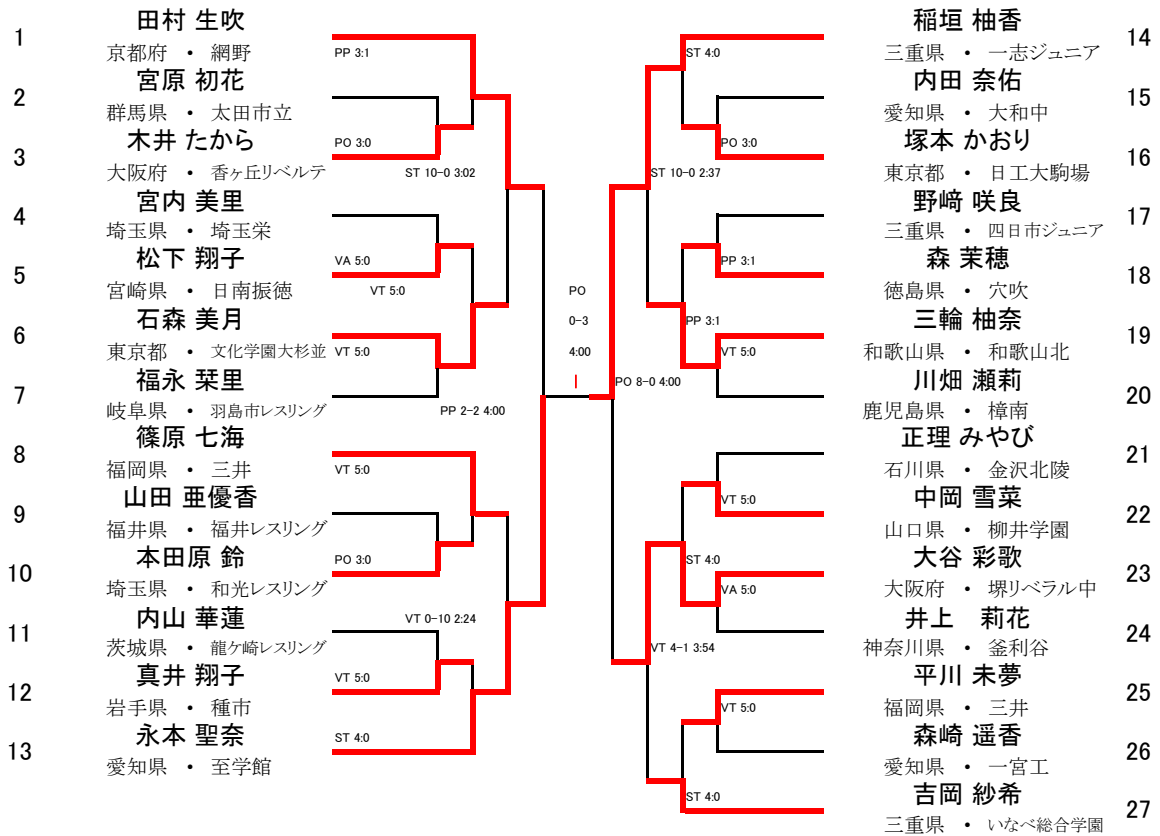 1
田村 生吹
京都府 ・ 網野
PP 3:1
2
宮原 初花
群馬県 ・ 太田市立
3
木井 たから
大阪府 ・ 香ヶ丘リベルテ
PO 3:0
ST 10-0 3:02
4
宮内 美里
埼玉県 ・ 埼玉栄
5
松下 翔子
宮崎県 ・ 日南振徳
VA 5:0
VT 5:0
6
石森 美月
東京都 ・ 文化学園大杉並
VT 5:0
7
福永 栞里
岐阜県 ・ 羽島市レスリング
PP 2-2 4:00
8
篠原 七海
福岡県 ・ 三井
VT 5:0
9
山田 亜優香
福井県 ・ 福井レスリング
10
本田原 鈴
埼玉県 ・ 和光レスリング
PO 3:0
11
内山 華蓮
茨城県 ・ 龍ケ崎レスリング
VT 0-10 2:24
12
真井 翔子
岩手県 ・ 種市
VT 5:0
13
永本 聖奈
愛知県 ・ 至学館
ST 4:0
PO
0-3
4:00
稲垣 柚香
三重県 ・ 一志ジュニア
14
ST 4:0
内田 奈佑
愛知県 ・ 大和中
15
塚本 かおり
東京都 ・ 日工大駒場
16
PO 3:0
ST 10-0 2:37
野﨑 咲良
三重県 ・ 四日市ジュニア
17
森 茉穂
徳島県 ・ 穴吹
18
PP 3:1
PP 3:1
三輪 柚奈
和歌山県 ・ 和歌山北
19
VT 5:0
川畑 瀬莉
鹿児島県 ・ 樟南
20
PO 8-0 4:00
正理 みやび
石川県 ・ 金沢北陵
21
中岡 雪菜
山口県 ・ 柳井学園
22
VT 5:0
ST 4:0
大谷 彩歌
大阪府 ・ 堺リベラル中
23
VA 5:0
井上 莉花
神奈川県 ・ 釜利谷
24
VT 4-1 3:54
平川 未夢
福岡県 ・ 三井
25
VT 5:0
森崎 遥香
愛知県 ・ 一宮工
26
吉岡 紗希
三重県 ・ いなべ総合学園
27
ST 4:0